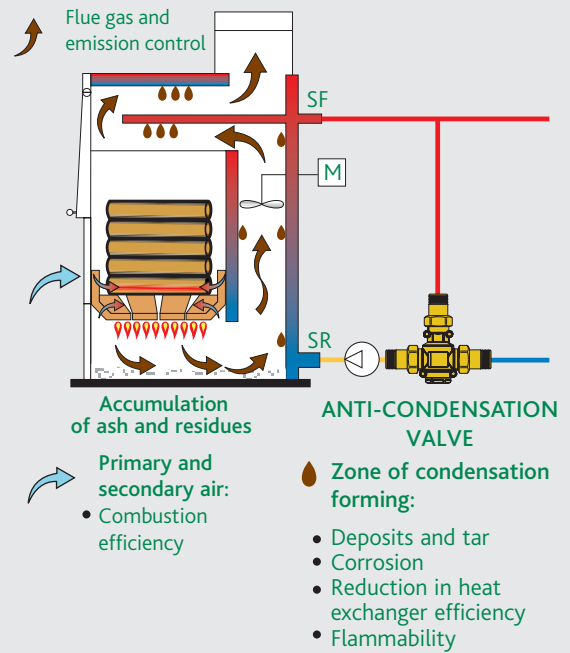 Flue gas and
emission control
SF
M
SR
Accumulation
of ash and residues
ANTI-CONDENSATION
VALVE
Primary and
secondary air:
• Combustion
efficiency
Zone of condensation
forming:
• Deposits and tar
• Corrosion
• Reduction in heat
exchanger efficiency
• Flammability